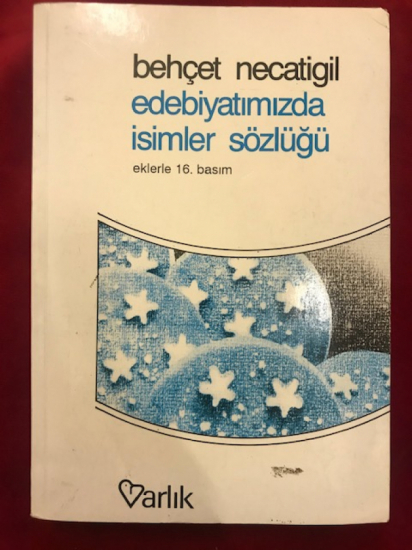 behçet necatigil
edebiyatımızda
isimler sözlüğü
eklerle 16. basım
Varlık